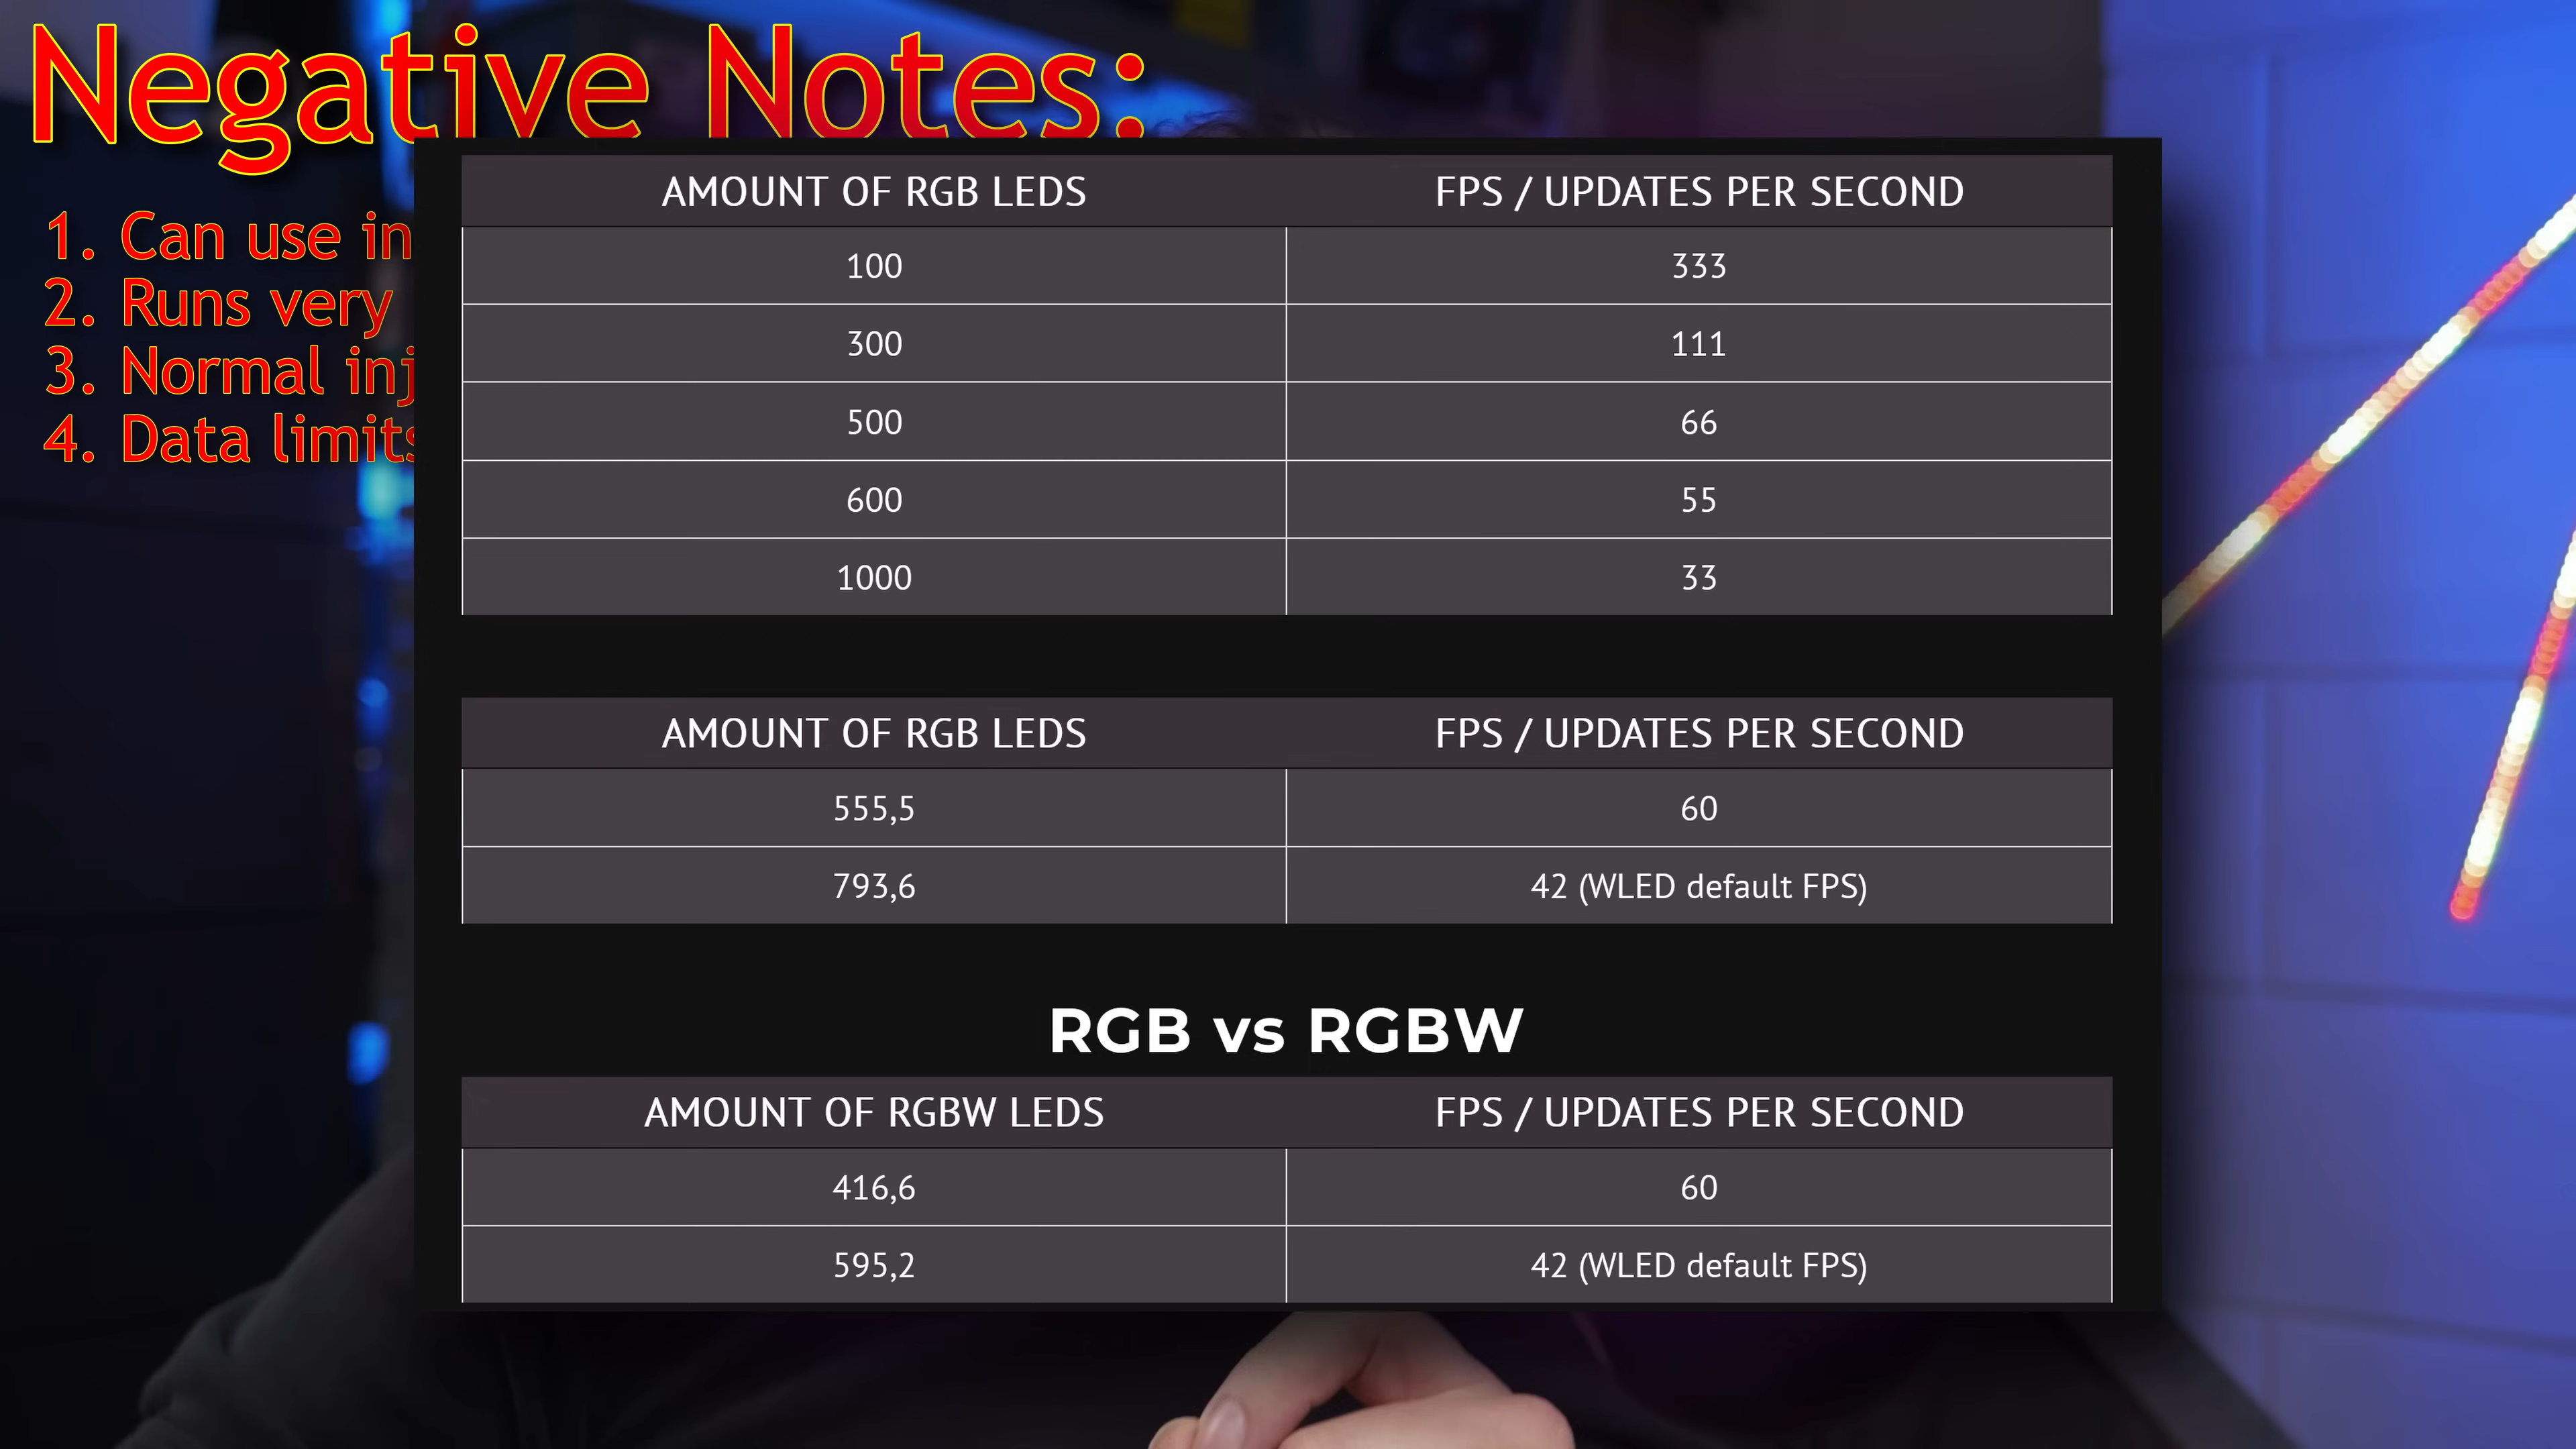 Negative Notes:
1. Can use in
2. Runs very
3. Normal inj
4. Data limits
AMOUNT OF RGB LEDS FPS / UPDATES PER SECOND
100 333
300 111
500 66
600 55
1000 33
AMOUNT OF RGB LEDS FPS / UPDATES PER SECOND
555,5 60
793,6 42 (WLED default FPS)
RGB vs RGBW
AMOUNT OF RGBW LEDS FPS / UPDATES PER SECOND
416,6 60
595,2 42 (WLED default FPS)